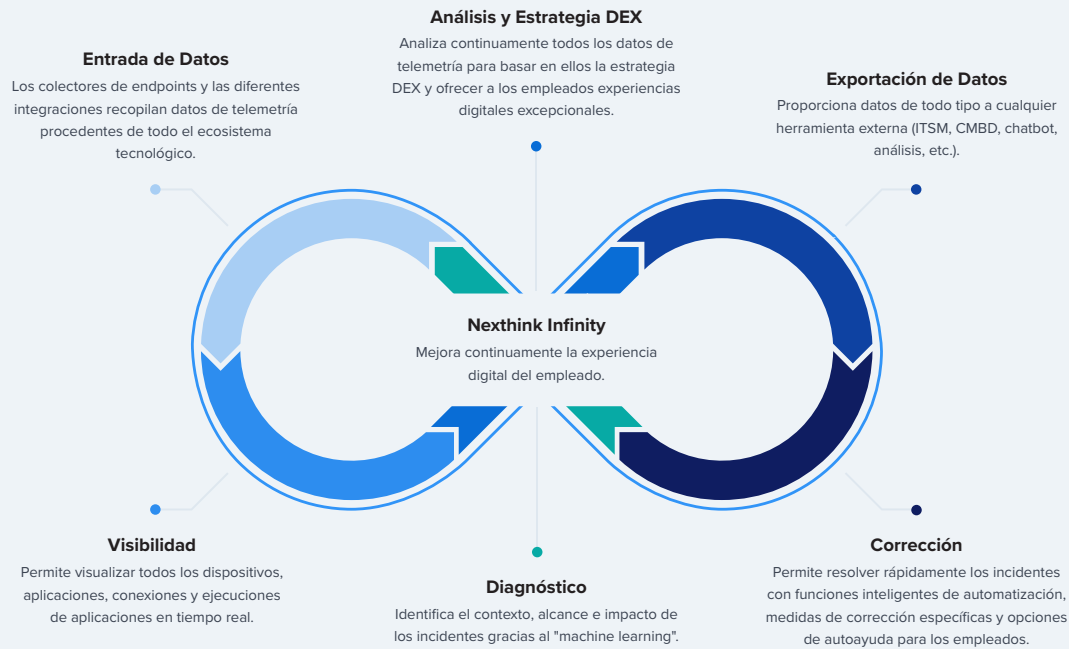 Análisis y Estrategia DEX
Analiza continuamente todos los datos de
telemetría para basar en ellos la estrategia
DEX y ofrecer a los empleados experiencias
digitales excepcionales.
Entrada de Datos
Los colectores de endpoints y las diferentes
integraciones recopilan datos de telemetría
procedentes de todo el ecosistema
tecnológico.
Exportación de Datos
Proporciona datos de todo tipo a cualquier
herramienta externa (ITSM, CMBD, chatbot,
análisis, etc.).
Nexthink Infinity
Mejora continuamente la experiencia
digital del empleado.
Visibilidad
Permite visualizar todos los dispositivos,
aplicaciones, conexiones y ejecuciones
de aplicaciones en tiempo real.
Diagnóstico
Identifica el contexto, alcance e impacto de
los incidentes gracias al "machine learning".
Corrección
Permite resolver rápidamente los incidentes
con funciones inteligentes de automatización,
medidas de corrección específicas y opciones
de autoayuda para los empleados.